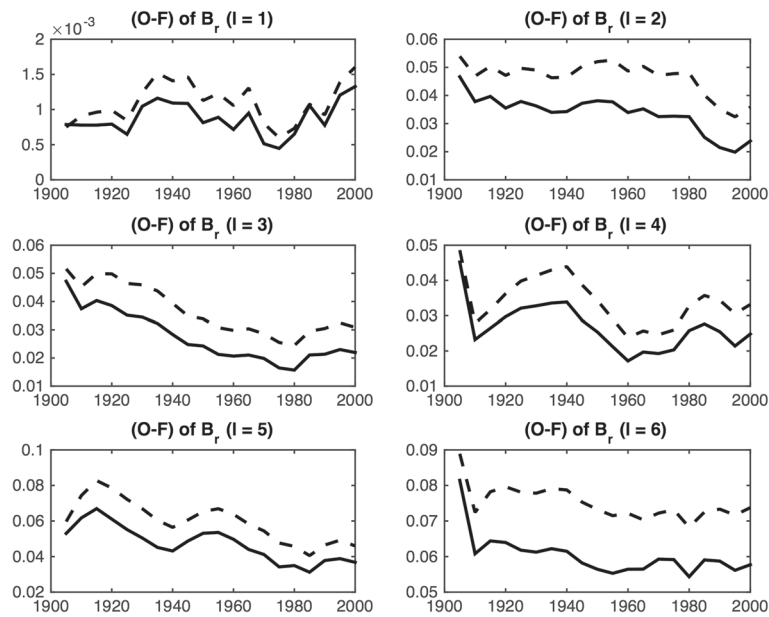 (O-F) of Br (l = 1)
×10-3
2
1.5
1
0.5
0
1900 1920 1940 1960 1980 2000
(O-F) of Br (l = 2)
0.06
0.05
0.04
0.03
0.02
0.01
1900 1920 1940 1960 1980 2000
(O-F) of Br (l = 3)
0.06
0.05
0.04
0.03
0.02
0.01
1900 1920 1940 1960 1980 2000
(O-F) of Br (l = 4)
0.05
0.04
0.03
0.02
0.01
1900 1920 1940 1960 1980 2000
(O-F) of Br (l = 5)
0.1
0.08
0.06
0.04
0.02
1900 1920 1940 1960 1980 2000
(O-F) of Br (l = 6)
0.09
0.08
0.07
0.06
0.05
1900 1920 1940 1960 1980 2000